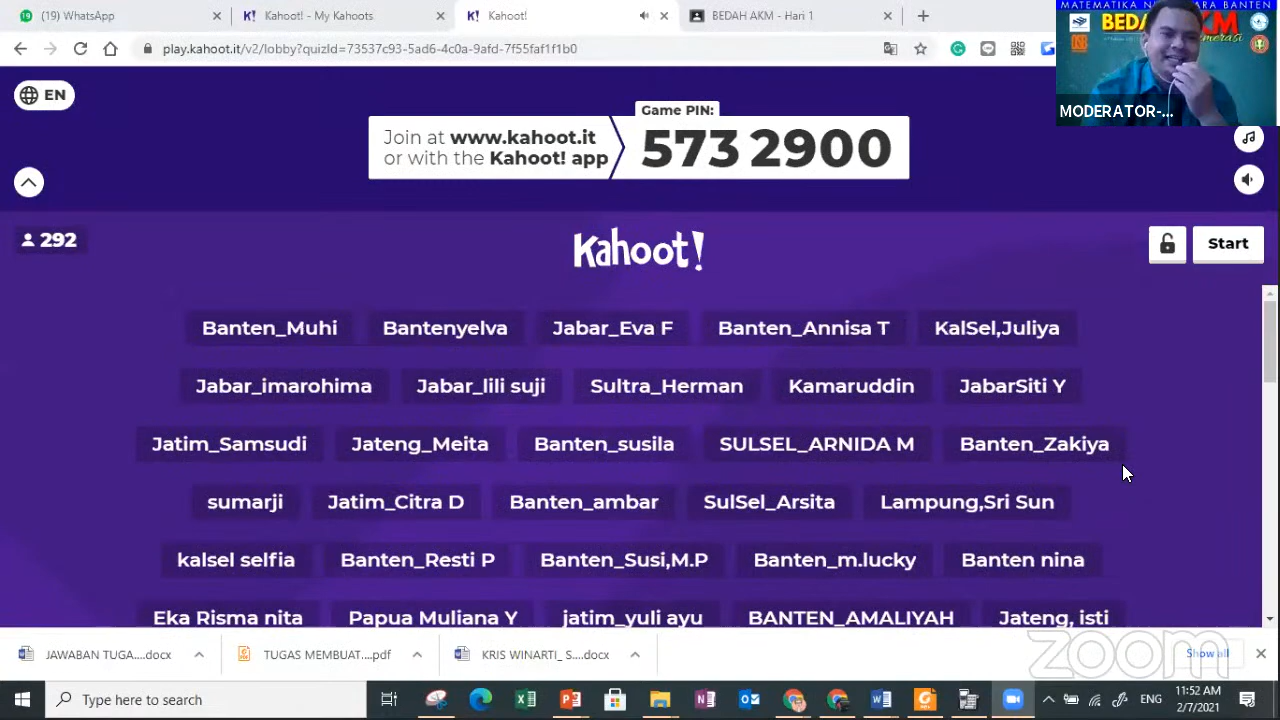 (19) WhatsApp
Kahoot! - My Kahoots
Kahoot!
BEDAH AKM - Hari 1
play.kahoot.it/v2/lobby?quizId=73537c93-5ac6-4c0a-9afd-7f55faf1f1b0
EN
Join at www.kahoot.it
or with the Kahoot! app
Game PIN:
573 2900
MODERATOR-...
292
Kahoot!
Start
Banten_Muhi Bantenyelva Jabar_Eva F Banten_Annisa T KalSel,Juliya
Jabar_imarohima Jabar_lili suji Sultra_Herman Kamaruddin JabarSiti Y
Jatim_Samsudi Jateng_Meita Banten_susila SULSEL_ARNIDA M Banten_Zakiya
sumarji Jatim_Citra D Banten_ambar SulSel_Arsita Lampung,Sri Sun
kalsel selfia Banten_Resti P Banten_Susi,M.P Banten_m.lucky Banten nina
Eka Risma nita Papua Muliana Y jatim_yuli ayu BANTEN_AMALIYAH Jateng, isti
JAWABAN TUGA....docx TUGAS MEMBUAT....pdf KRIS WINARTI_ S....docx Show all
zoom
Type here to search
ENG
11:52 AM
2/7/2021